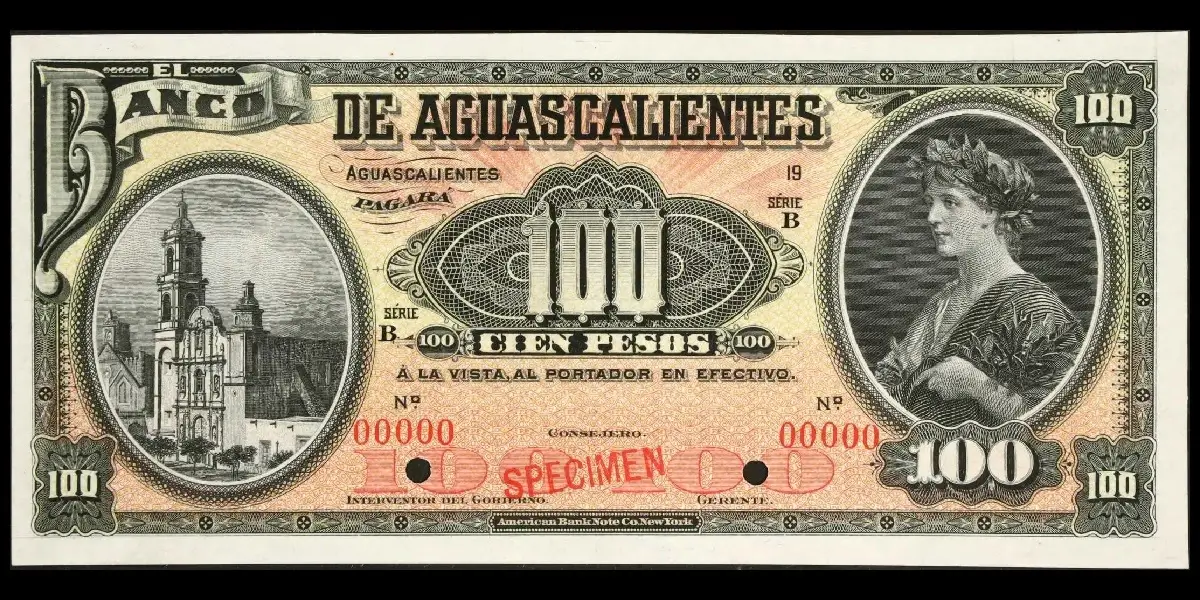 EL
BANCO
DE AGUASCALIENTES
100
AGUASCALIENTES
19
PAGARÁ
SÉRIE
B
100
SÉRIE
B
100 CIEN PESOS 100
Á LA VISTA, AL PORTADOR EN EFECTIVO.
Nº
Nº
00000
CONSEJERO.
00000
100
SPECIMEN
100
100
100
100
INTERVENTOR DEL GOBIERNO.
GERENTE.
American Bank Note Co. New York